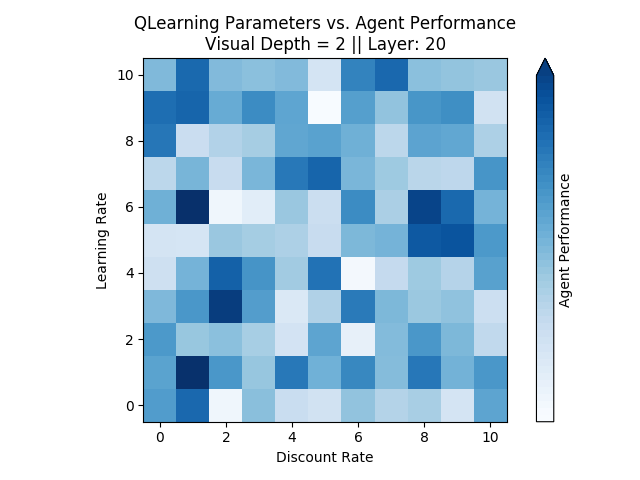 QLearning Parameters vs. Agent Performance
Visual Depth = 2 || Layer: 20
10
8
6
4
2
0
Learning Rate
0 2 4 6 8 10
Discount Rate
Agent Performance